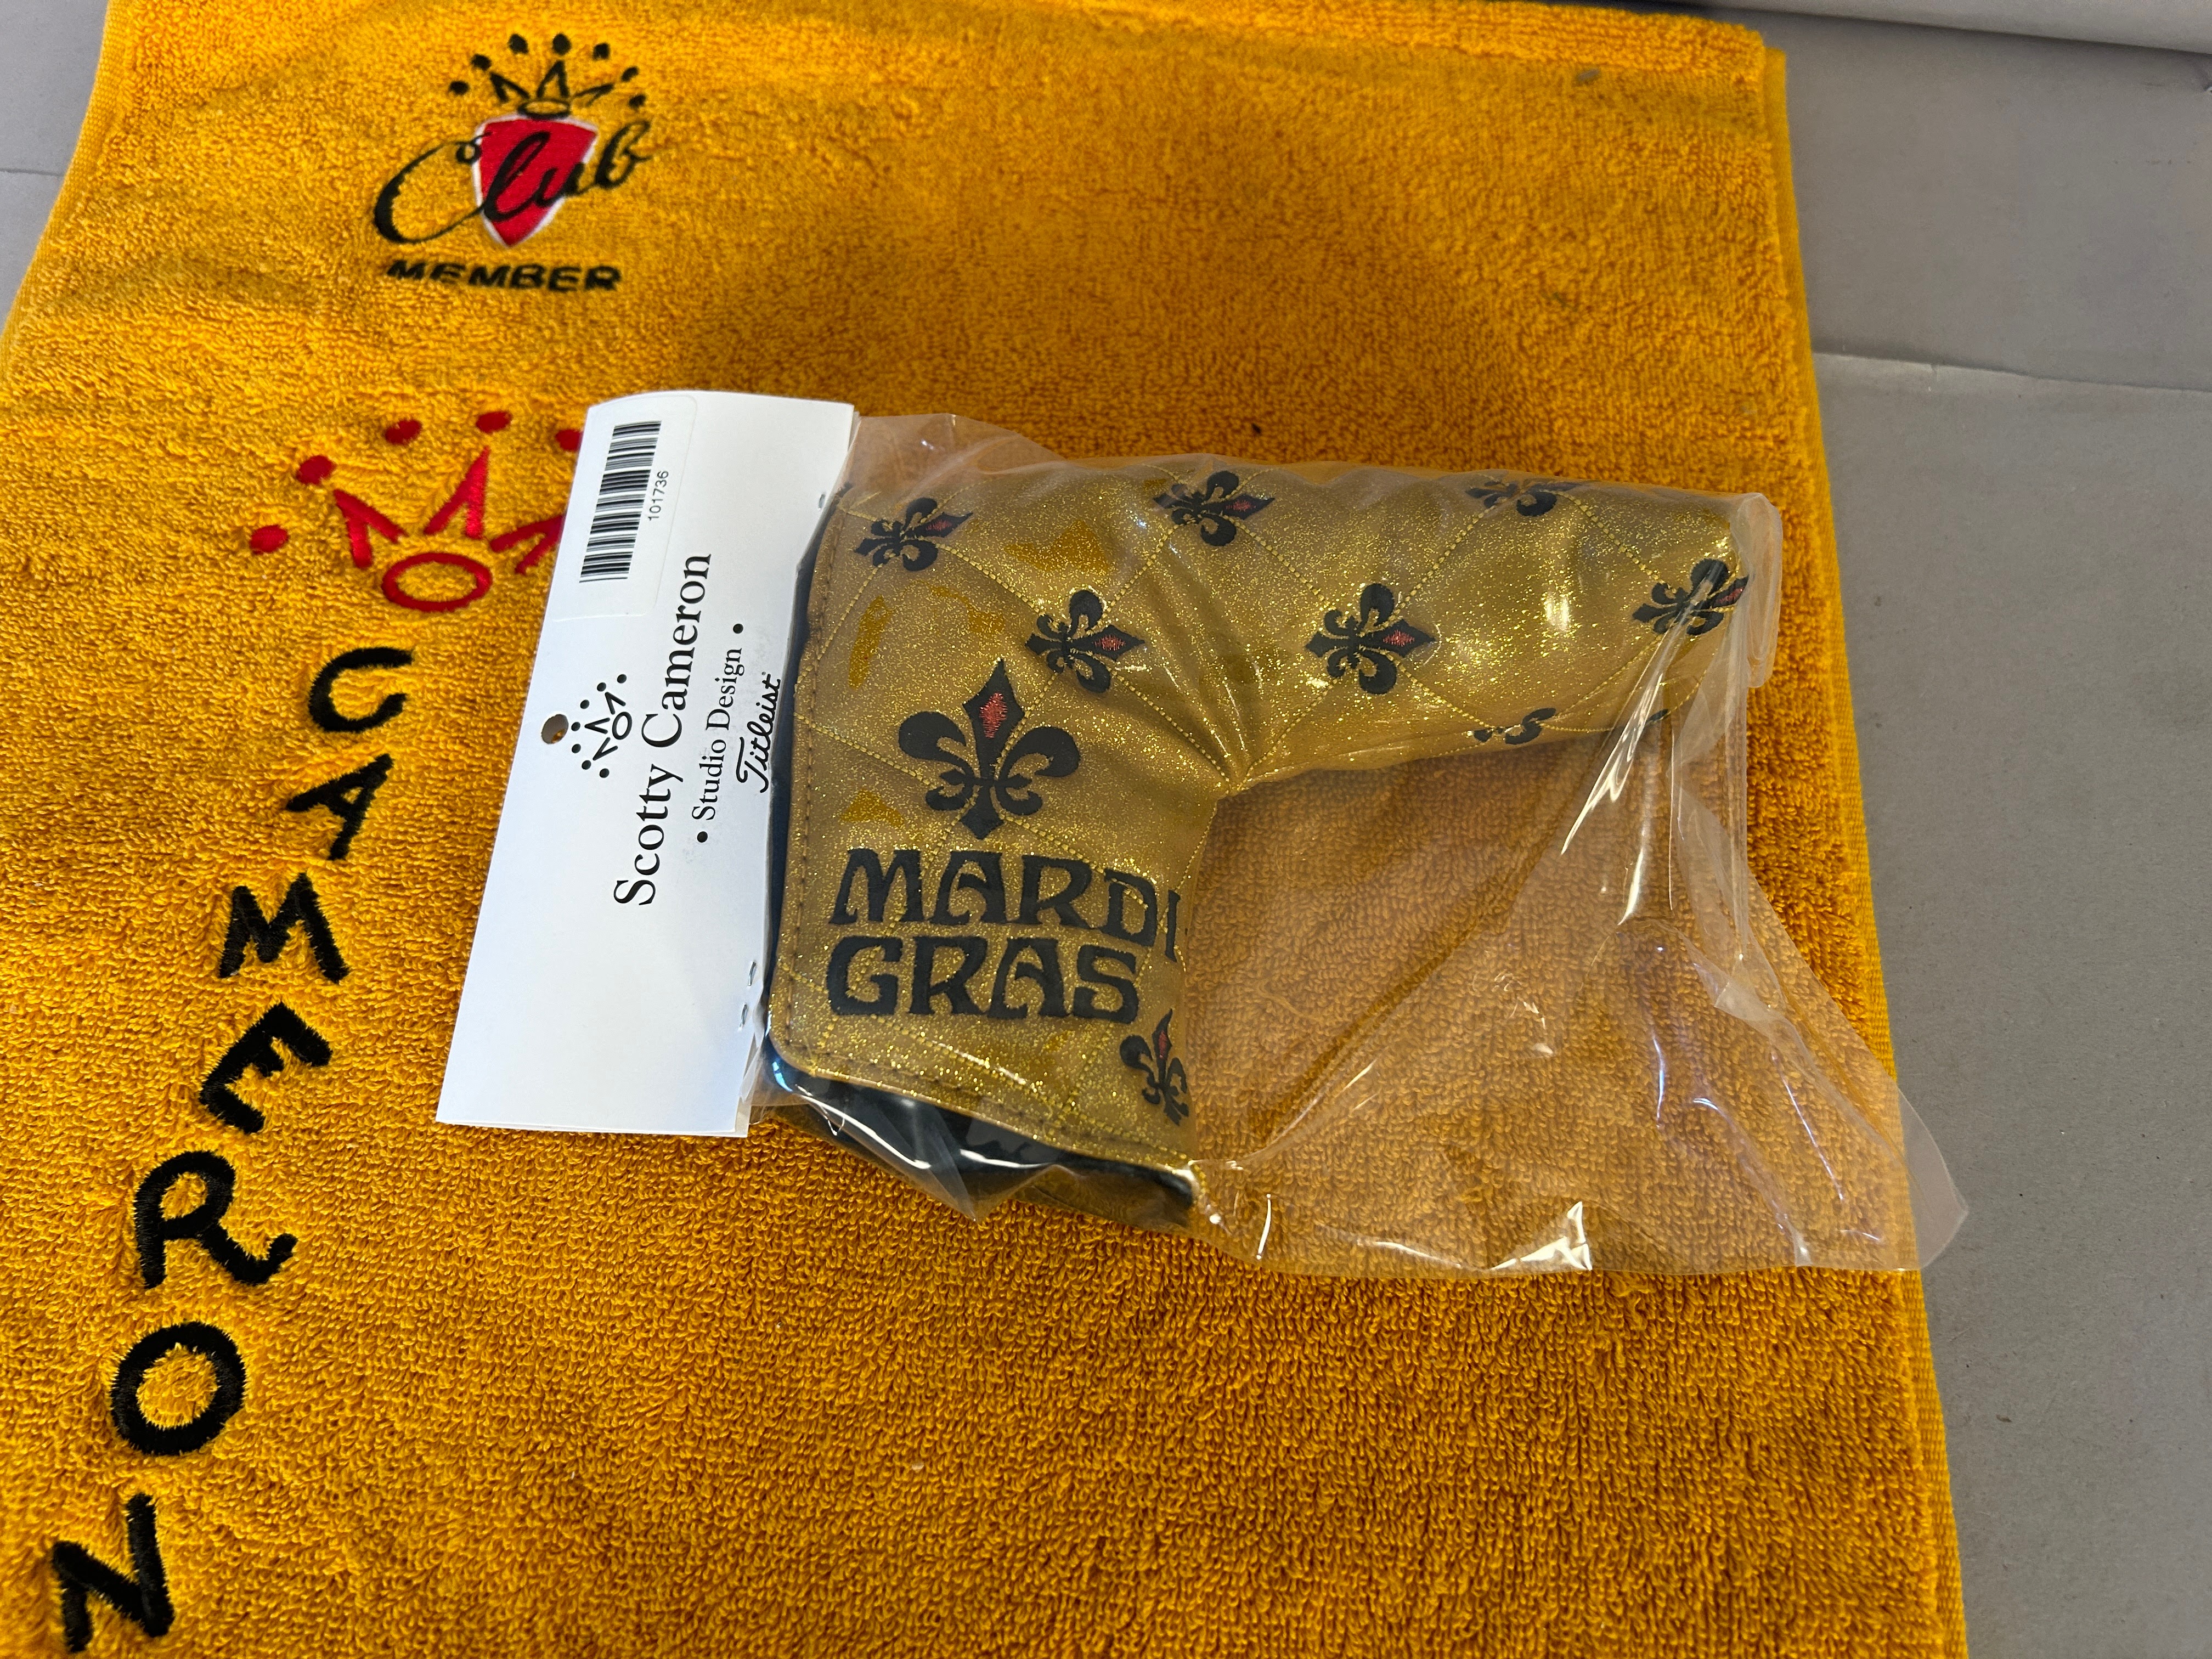 Club
MEMBER
CAMERON
101736
Scotty Cameron
• Studio Design •
Titleist
MARDI
GRAS